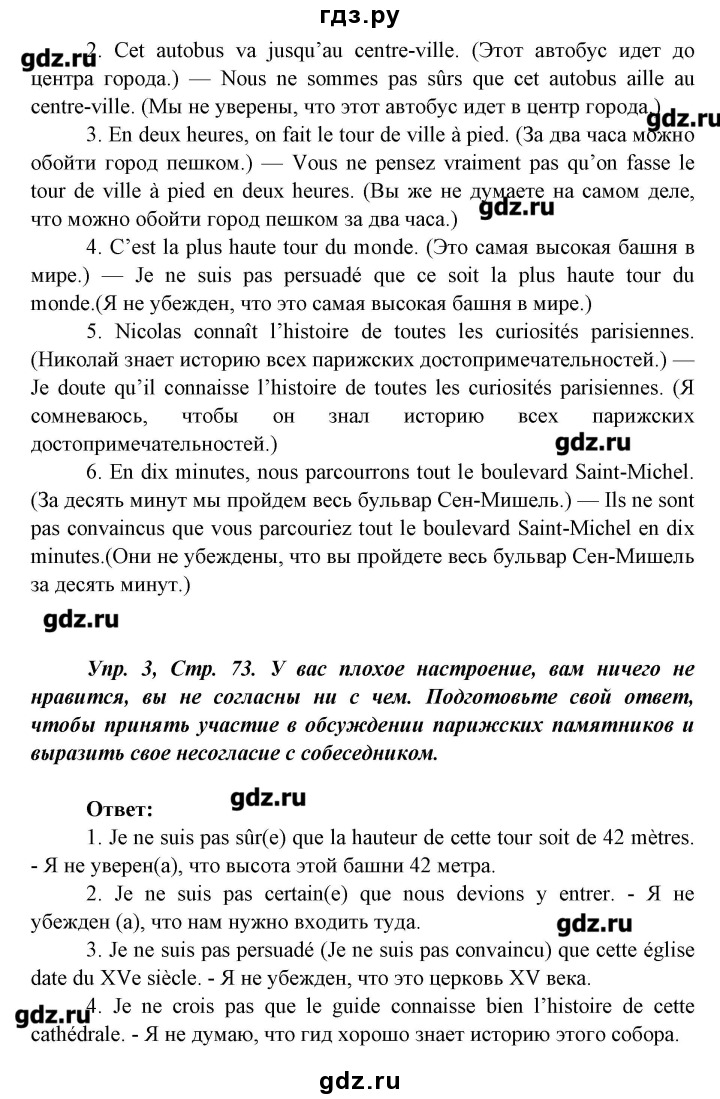 гдз.ру
2. Cet autobus va jusqu’au centre-ville. (Этот автобус идет до
gdz.ru
центра города.) — Nous ne sommes pas sûrs que cet autobus aille au
centre-ville. (Мы не уверены, что этот автобус идет в центр города.)
gdz.ru
3. En deux heures, on fait le tour de ville à pied. (За два часа можно
обойти город пешком.) — Vous ne pensez vraiment pas qu’on fasse le
tour de ville à pied en deux heures. (Вы же не думаете на самом деле,
gdz.ru
что можно обойти город пешком за два часа.)
4. C’est la plus haute tour du monde. (Это самая высокая башня в
мире.) — Je ne suis pas persuadé que ce soit la plus haute tour du
monde.(Я не убежден, что это самая высокая башня в мире.)
5. Nicolas connaît l’histoire de toutes les curiosités parisiennes.
(Николай знает историю всех парижских достопримечательностей.) —
Je doute qu’il connaisse l’histoire de toutes les curiosités parisiennes. (Я
сомневаюсь, чтобы он знал историю всех парижских
достопримечательностей.)
gdz.ru
6. En dix minutes, nous parcourrons tout le boulevard Saint-Michel.
(За десять минут мы пройдем весь бульвар Сен-Мишель.) — Ils ne sont
pas convaincus que vous parcouriez tout le boulevard Saint-Michel en dix
minutes.(Они не убеждены, что вы пройдете весь бульвар Сен-Мишель
за десять минут.)
gdz.ru
Упр. 3, Стр. 73. У вас плохое настроение, вам ничего не
нравится, вы не согласны ни с чем. Подготовьте свой ответ,
чтобы принять участие в обсуждении парижских памятников и
выразить свое несогласие с собеседником.
gdz.ru
Ответ:
1. Je ne suis pas sûr(e) que la hauteur de cette tour soit de 42 mètres.
- Я не уверен(а), что высота этой башни 42 метра.
2. Je ne suis pas certain(e) que nous devions y entrer. - Я не
убежден (а), что нам нужно входить туда.
gdz.ru
3. Je ne suis pas persuadé (Je ne suis pas convaincu) que cette église
date du XVe siècle. - Я не убежден, что это церковь XV века.
4. Je ne crois pas que le guide connaisse bien l’histoire de cette
gdz.ru
cathédrale. - Я не думаю, что гид хорошо знает историю этого собора.
gdz.ru